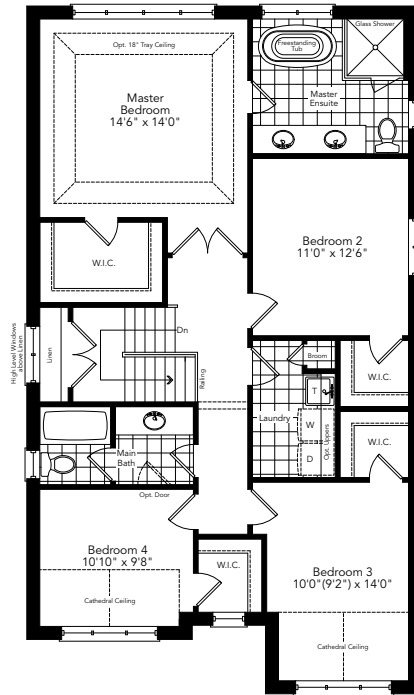 Glass Shower
Freestanding
Tub
Opt. 18" Tray Ceiling
Master
Bedroom
14'6" x 14'0"
Master
Ensuite
Bedroom 2
11'0" x 12'6"
W.I.C.
High Level Windows
above Linen
Linen
Dn
Railing
Broom
W.I.C.
T
Laundry
W
Opt. Uppers
D
W.I.C.
Main
Bath
Opt. Door
Bedroom 4
10'10" x 9'8"
W.I.C.
Bedroom 3
10'0"(9'2") x 14'0"
Cathedral Ceiling
Cathedral Ceiling